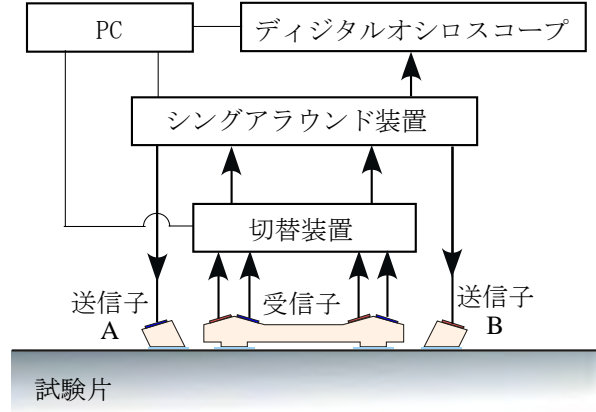 PC
ディジタルオシロスコープ
シングアラウンド装置
切替装置
送信子
A
受信子
送信子
B
試験片